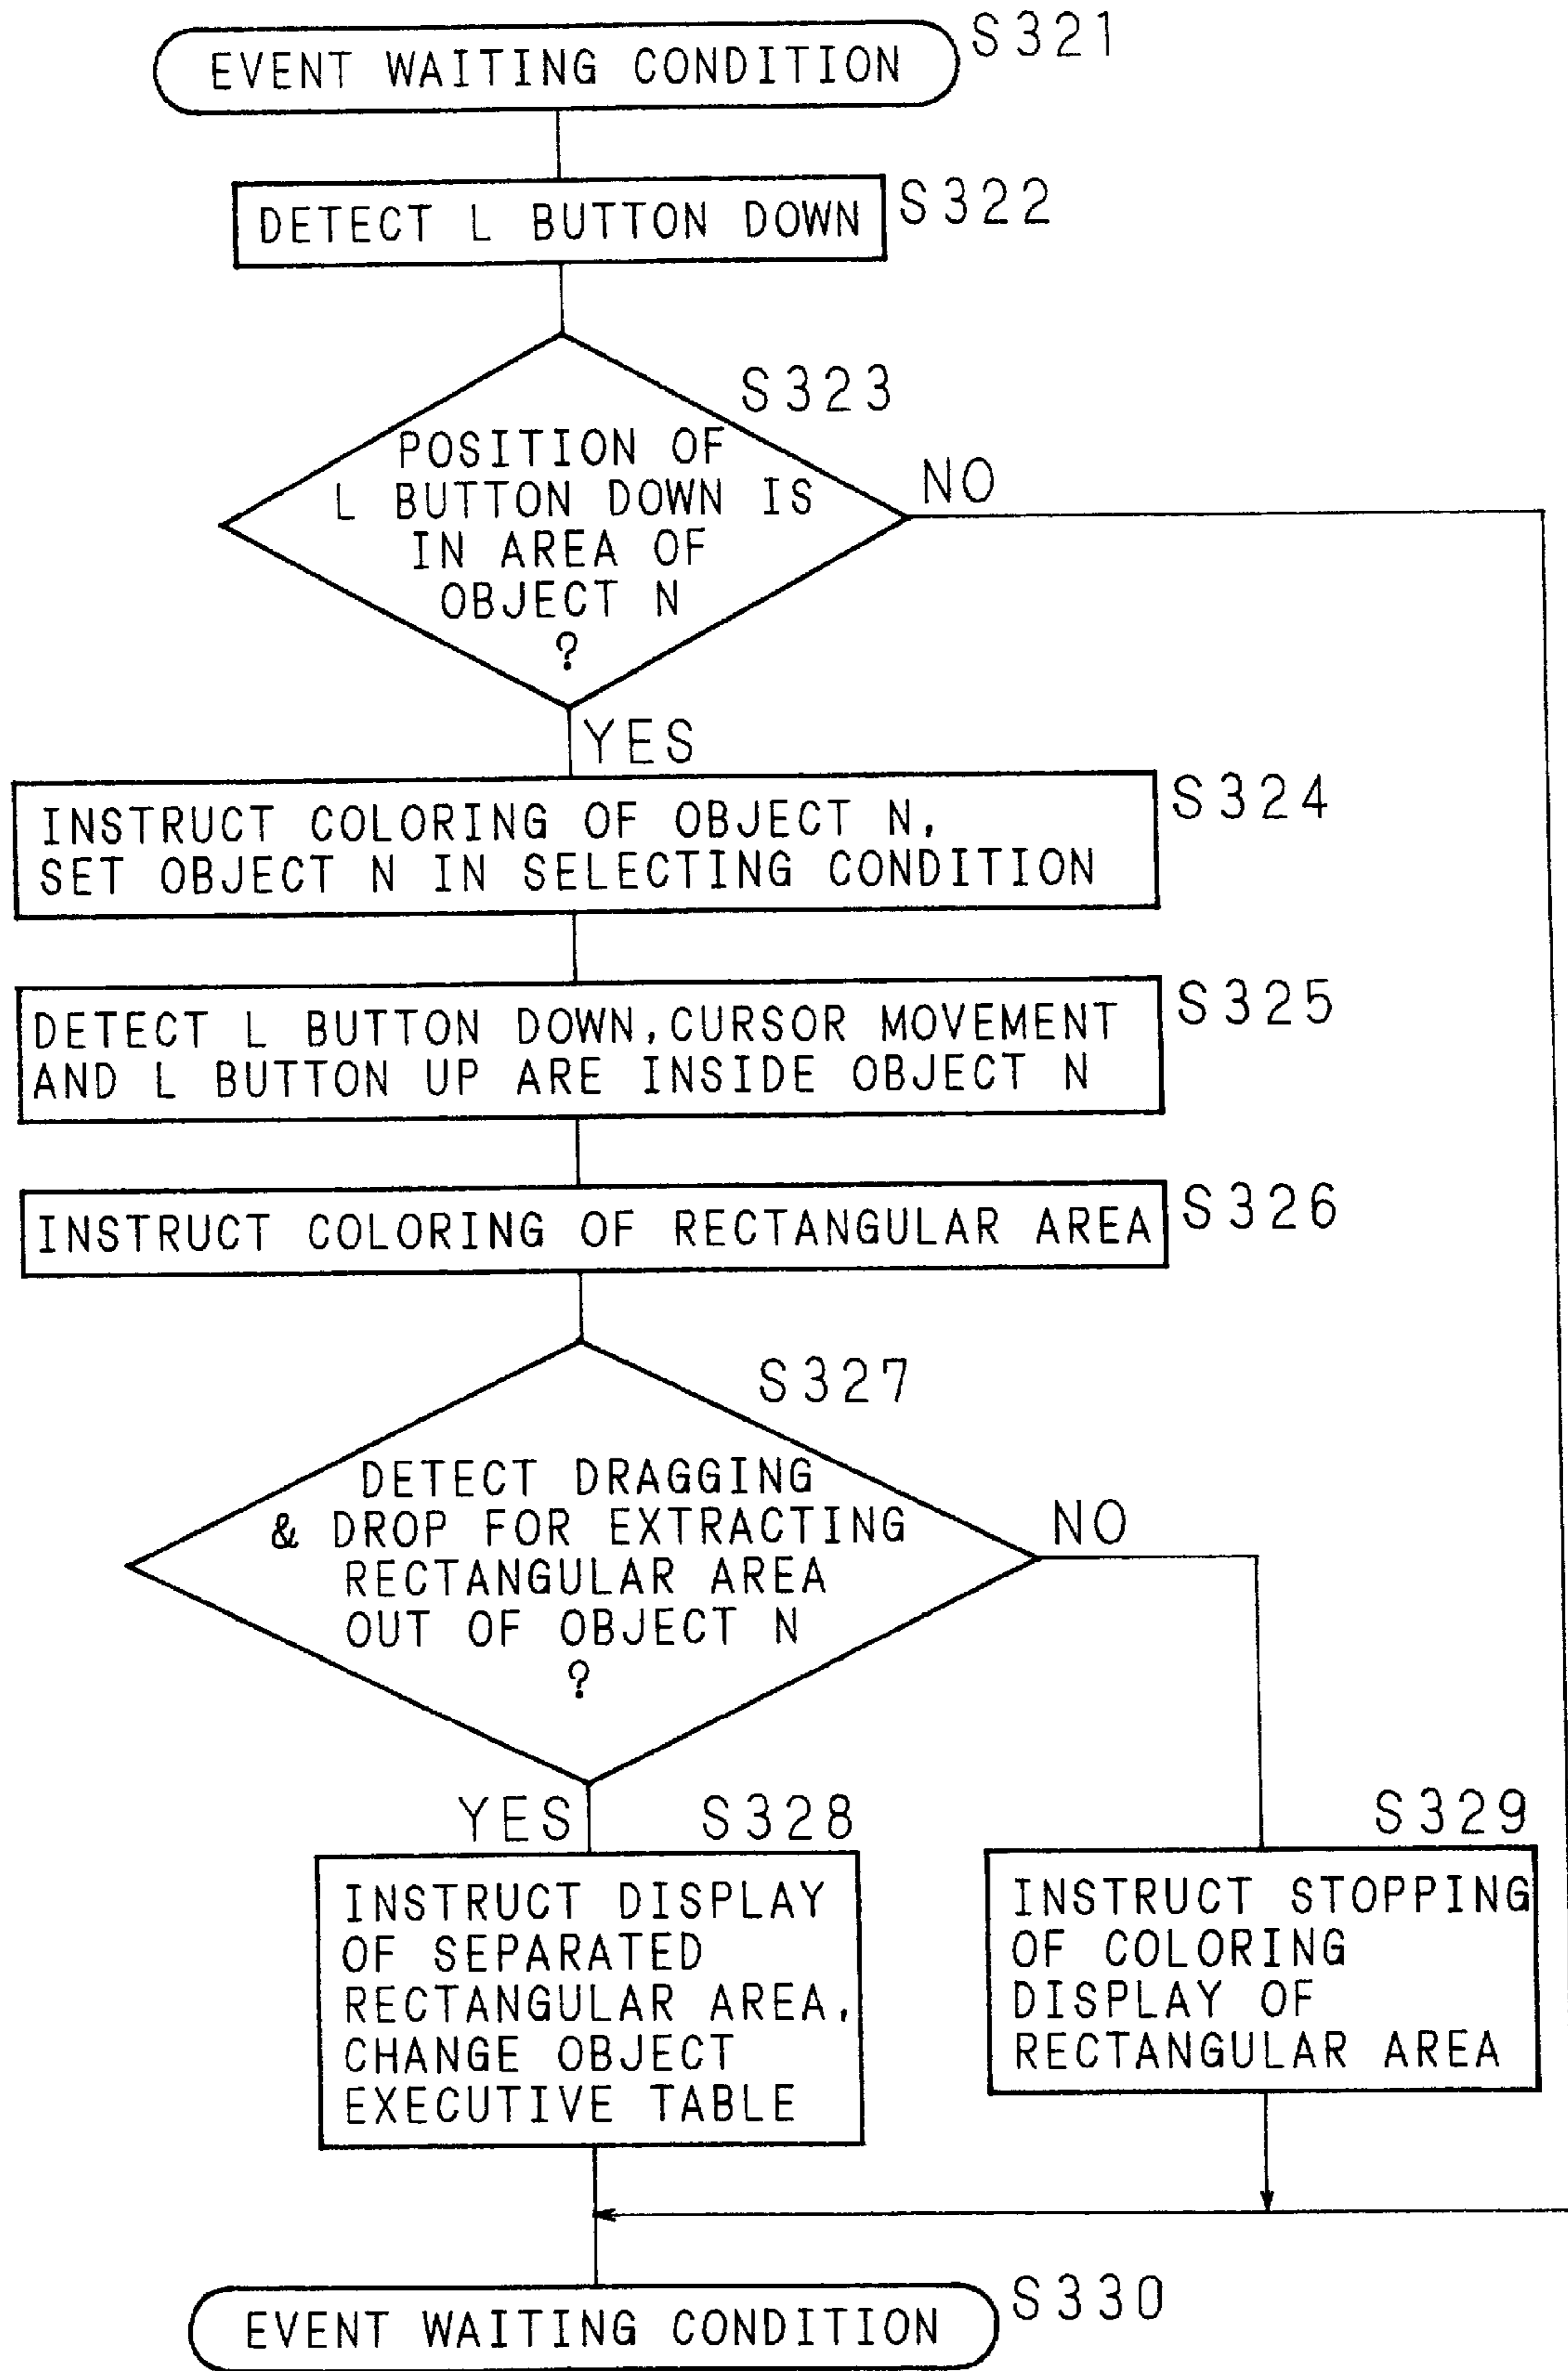 EVENT WAITING CONDITION
S321
DETECT L BUTTON DOWN
S322
S323
POSITION OF
L BUTTON DOWN IS
IN AREA OF
OBJECT N
?
NO
YES
INSTRUCT COLORING OF OBJECT N,
SET OBJECT N IN SELECTING CONDITION
S324
DETECT L BUTTON DOWN, CURSOR MOVEMENT
AND L BUTTON UP ARE INSIDE OBJECT N
S325
INSTRUCT COLORING OF RECTANGULAR AREA
S326
S327
DETECT DRAGGING
& DROP FOR EXTRACTING
RECTANGULAR AREA
OUT OF OBJECT N
?
NO
YES
S328
INSTRUCT DISPLAY
OF SEPARATED
RECTANGULAR AREA,
CHANGE OBJECT
EXECUTIVE TABLE
S329
INSTRUCT STOPPING
OF COLORING
DISPLAY OF
RECTANGULAR AREA
EVENT WAITING CONDITION
S330